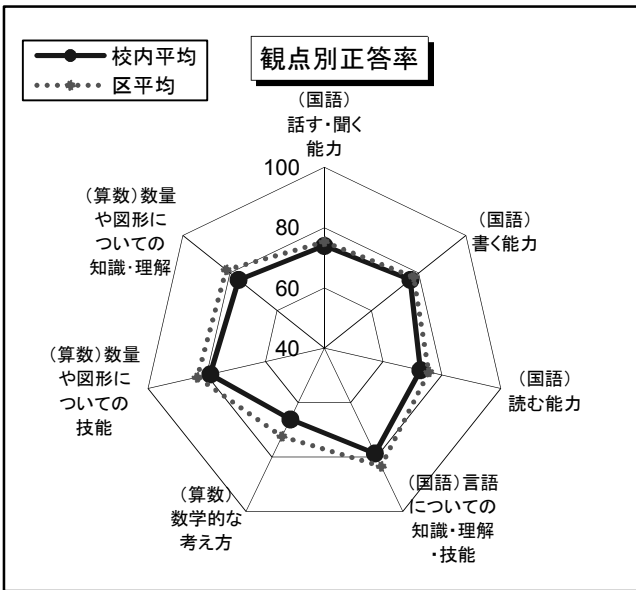 校内平均
区平均
観点別正答率
（国語）
話す・聞く
能力
100
80
60
40
（国語）
書く能力
（国語）
読む能力
（国語）言語
についての
知識・理解
・技能
（算数）
数学的な
考え方
（算数）数量
や図形に
ついての
技能
（算数）数量
や図形に
ついての
知識・理解